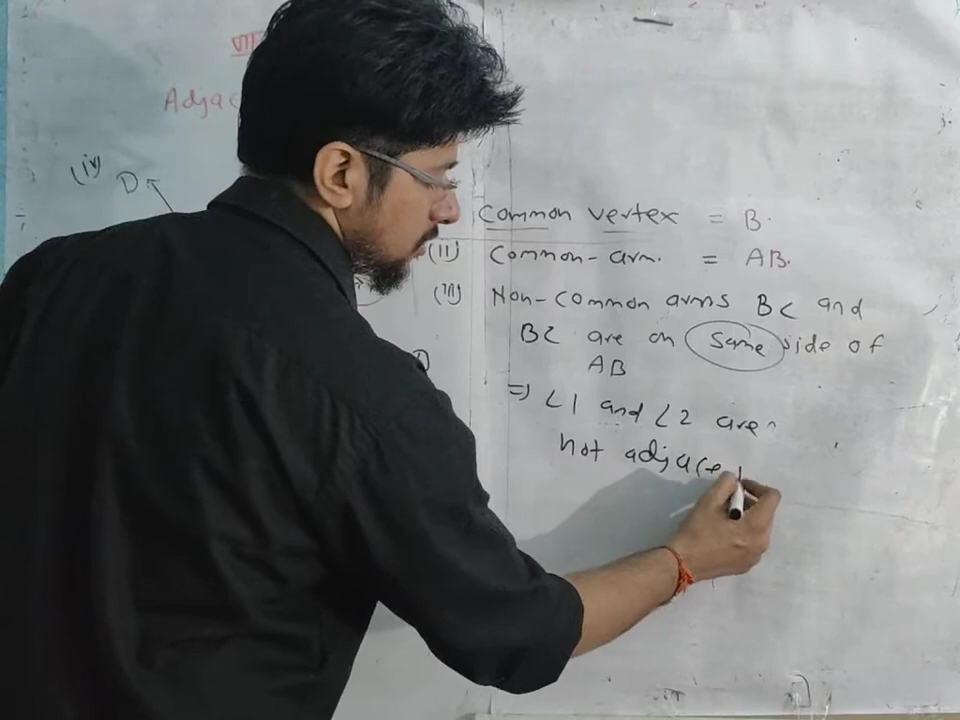 Adjac
(iv) D
Common vertex = B.
(ii) Common-arm. = AB.
(iii) Non-Common arms BC and
BC are on Same side of
AB
⇒ ∠1 and ∠2 are
not adjace